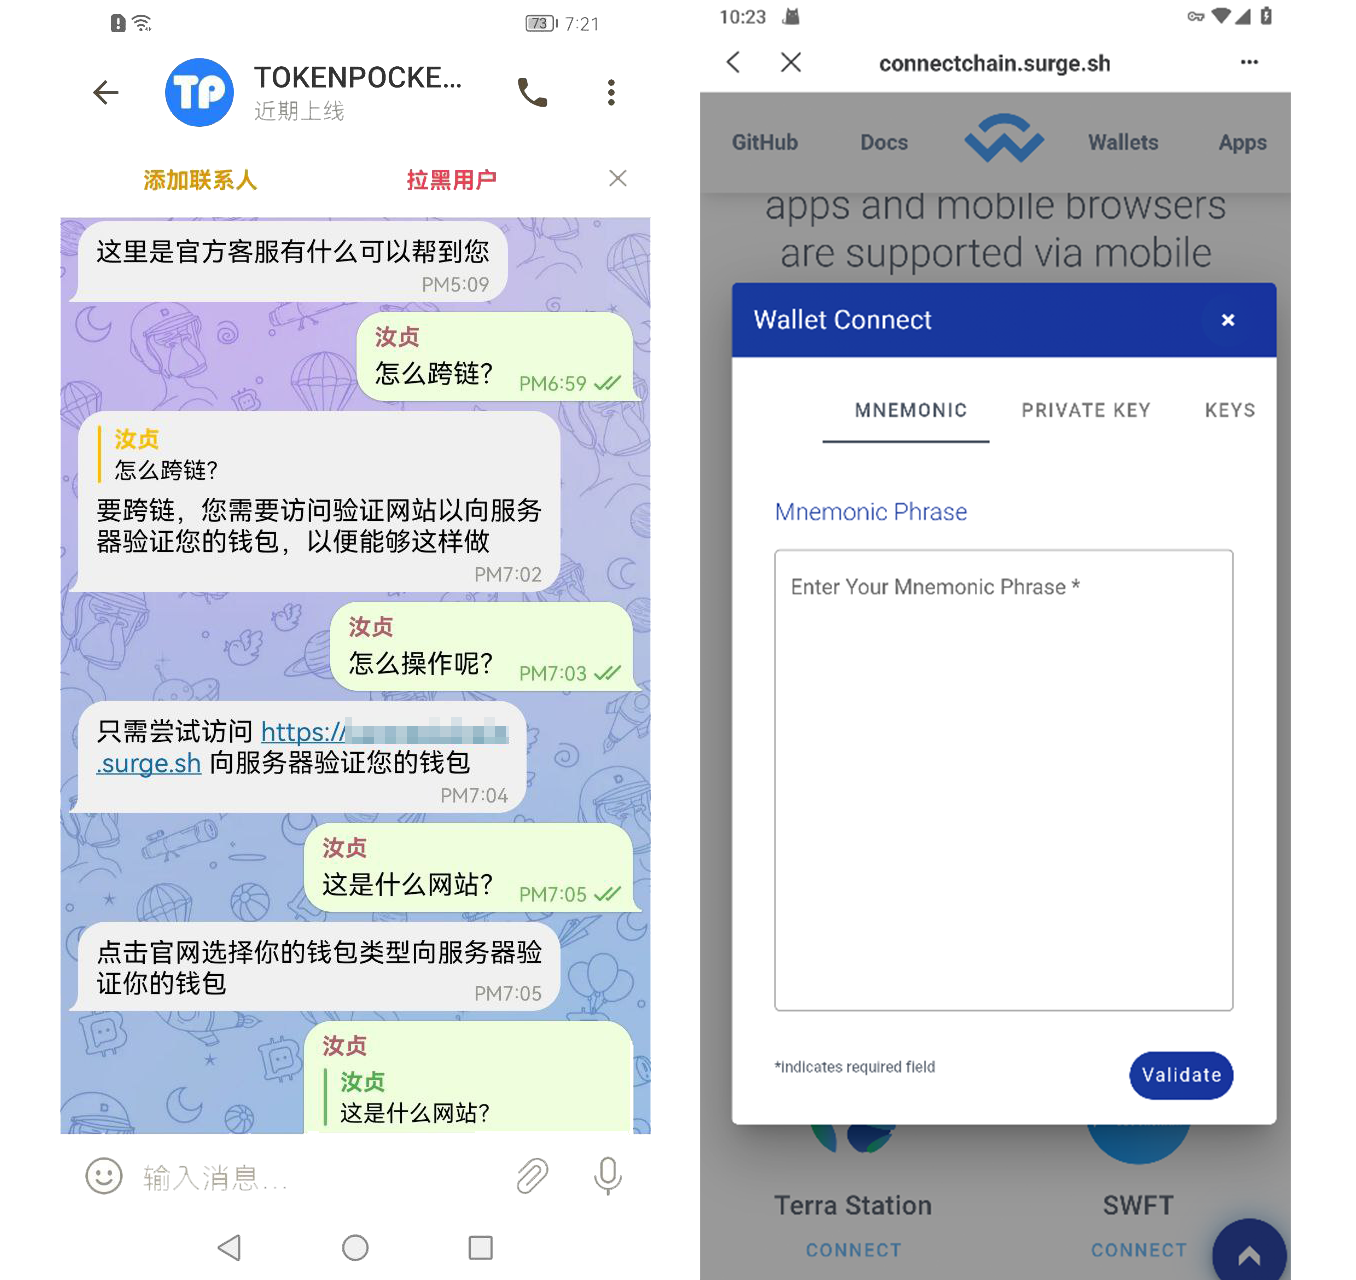 73 7:21
TP
TOKENPOCKE...
近期上线
添加联系人
拉黑用户
这里是官方客服有什么可以帮到您
PM5:09
汝贞
怎么跨链？
PM6:59
汝贞
怎么跨链？
要跨链，您需要访问验证网站以向服务
器验证您的钱包，以便能够这样做
PM7:02
汝贞
怎么操作呢？
PM7:03
只需尝试访问 https://
.surge.sh 向服务器验证您的钱包
PM7:04
汝贞
这是什么网站？
PM7:05
点击官网选择你的钱包类型向服务器验
证你的钱包
PM7:05
汝贞
汝贞
这是什么网站？
输入消息...
10:23
connectchain.surge.sh
GitHub Docs Wallets Apps
apps and mobile browsers
are supported via mobile
Wallet Connect
MNEMONIC PRIVATE KEY KEYS
Mnemonic Phrase
Enter Your Mnemonic Phrase *
*indicates required field
Validate
Terra Station SWFT
CONNECT CONNECT